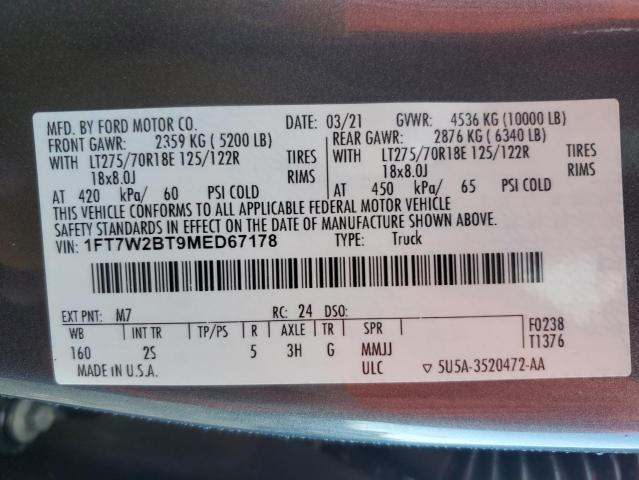 MFD. BY FORD MOTOR CO. DATE: 03/21 GVWR: 4536 KG (10000 LB)
FRONT GAWR: 2359 KG ( 5200 LB) REAR GAWR: 2876 KG ( 6340 LB)
WITH LT275/70R18E 125/122R TIRES WITH LT275/70R18E 125/122R TIRES
18x8.0J RIMS 18x8.0J RIMS
AT 420 kPa/ 60 PSI COLD AT 450 kPa/ 65 PSI COLD
THIS VEHICLE CONFORMS TO ALL APPLICABLE FEDERAL MOTOR VEHICLE
SAFETY STANDARDS IN EFFECT ON THE DATE OF MANUFACTURE SHOWN ABOVE.
VIN: 1FT7W2BT9MED67178 TYPE: Truck
EXT PNT: M7 RC: 24 DSO:
WB INT TR TP/PS R AXLE TR SPR F0238
160 2S 5 3H G MMJJ T1376
MADE IN U.S.A. ULC ▽ 5U5A-3520472-AA